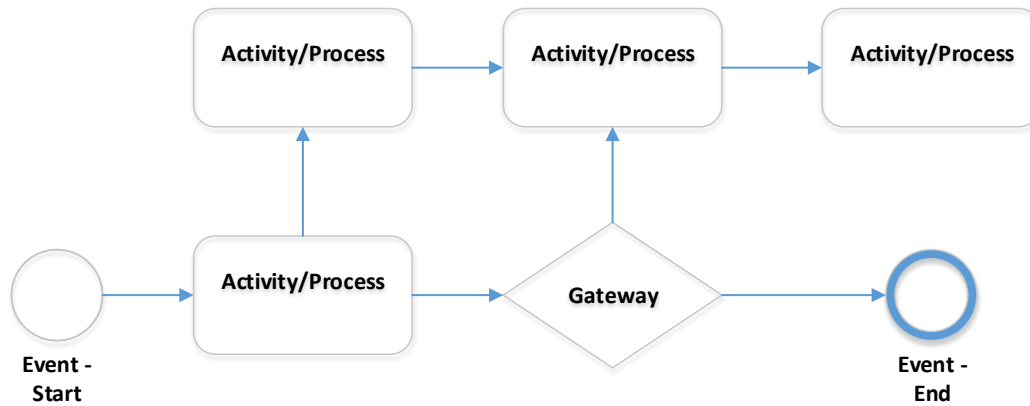 Activity/Process
Activity/Process
Activity/Process
Activity/Process
Gateway
Event -
Start
Event -
End